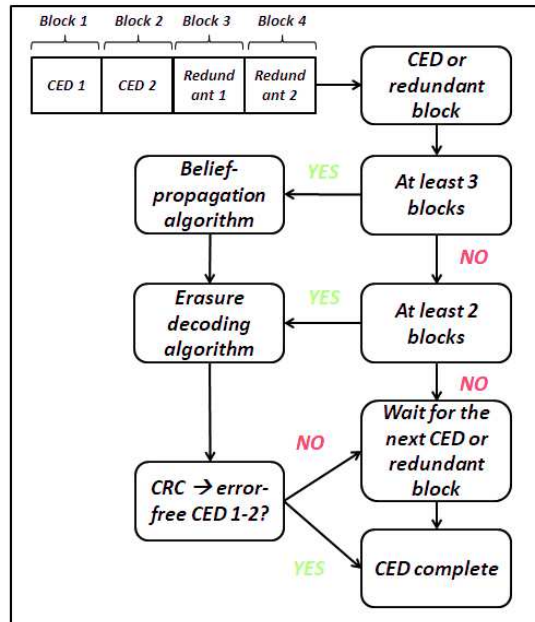 Block 1 Block 2 Block 3 Block 4
CED 1 CED 2 Redund Redund
ant 1 ant 2
CED or
redundant
block
Belief-
propagation
algorithm
YES
At least 3
blocks
NO
Erasure
decoding
algorithm
YES
At least 2
blocks
NO
Wait for the
next CED or
redundant
block
NO
CRC → error-
free CED 1-2?
YES
CED complete